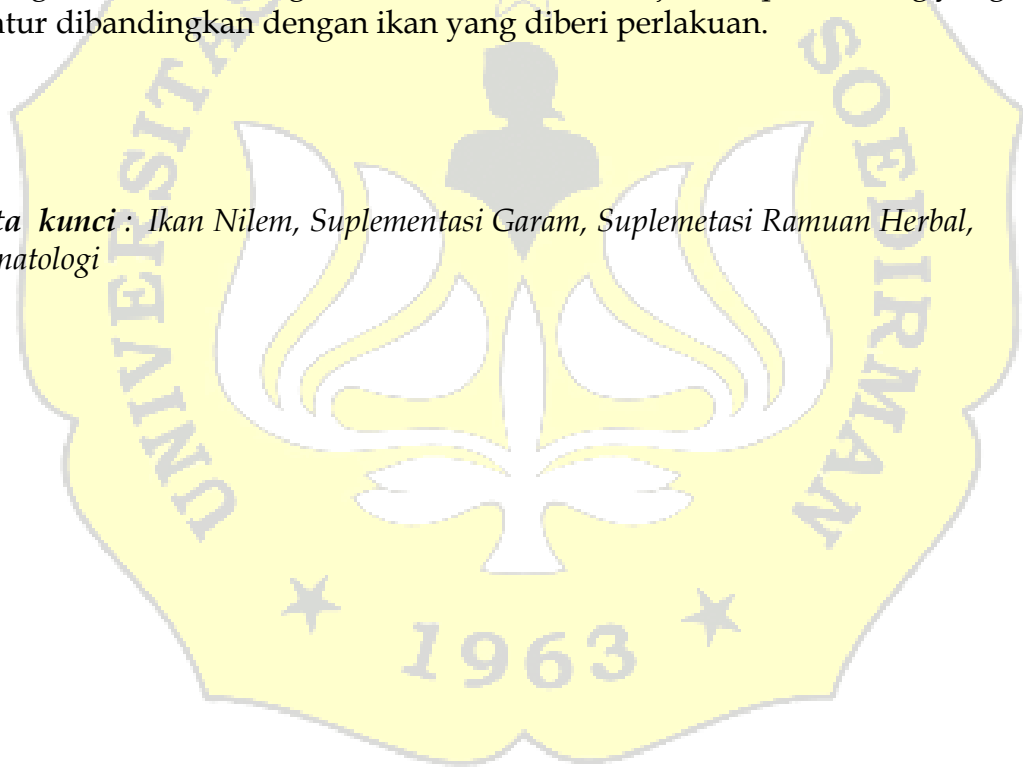 ntur dibandingkan dengan ikan yang diberi perlakuan.
ta kunci : Ikan Nilem, Suplementasi Garam, Suplemetasi Ramuan Herbal,
natologi
UNIVERSITAS SOEDIRMAN
1963